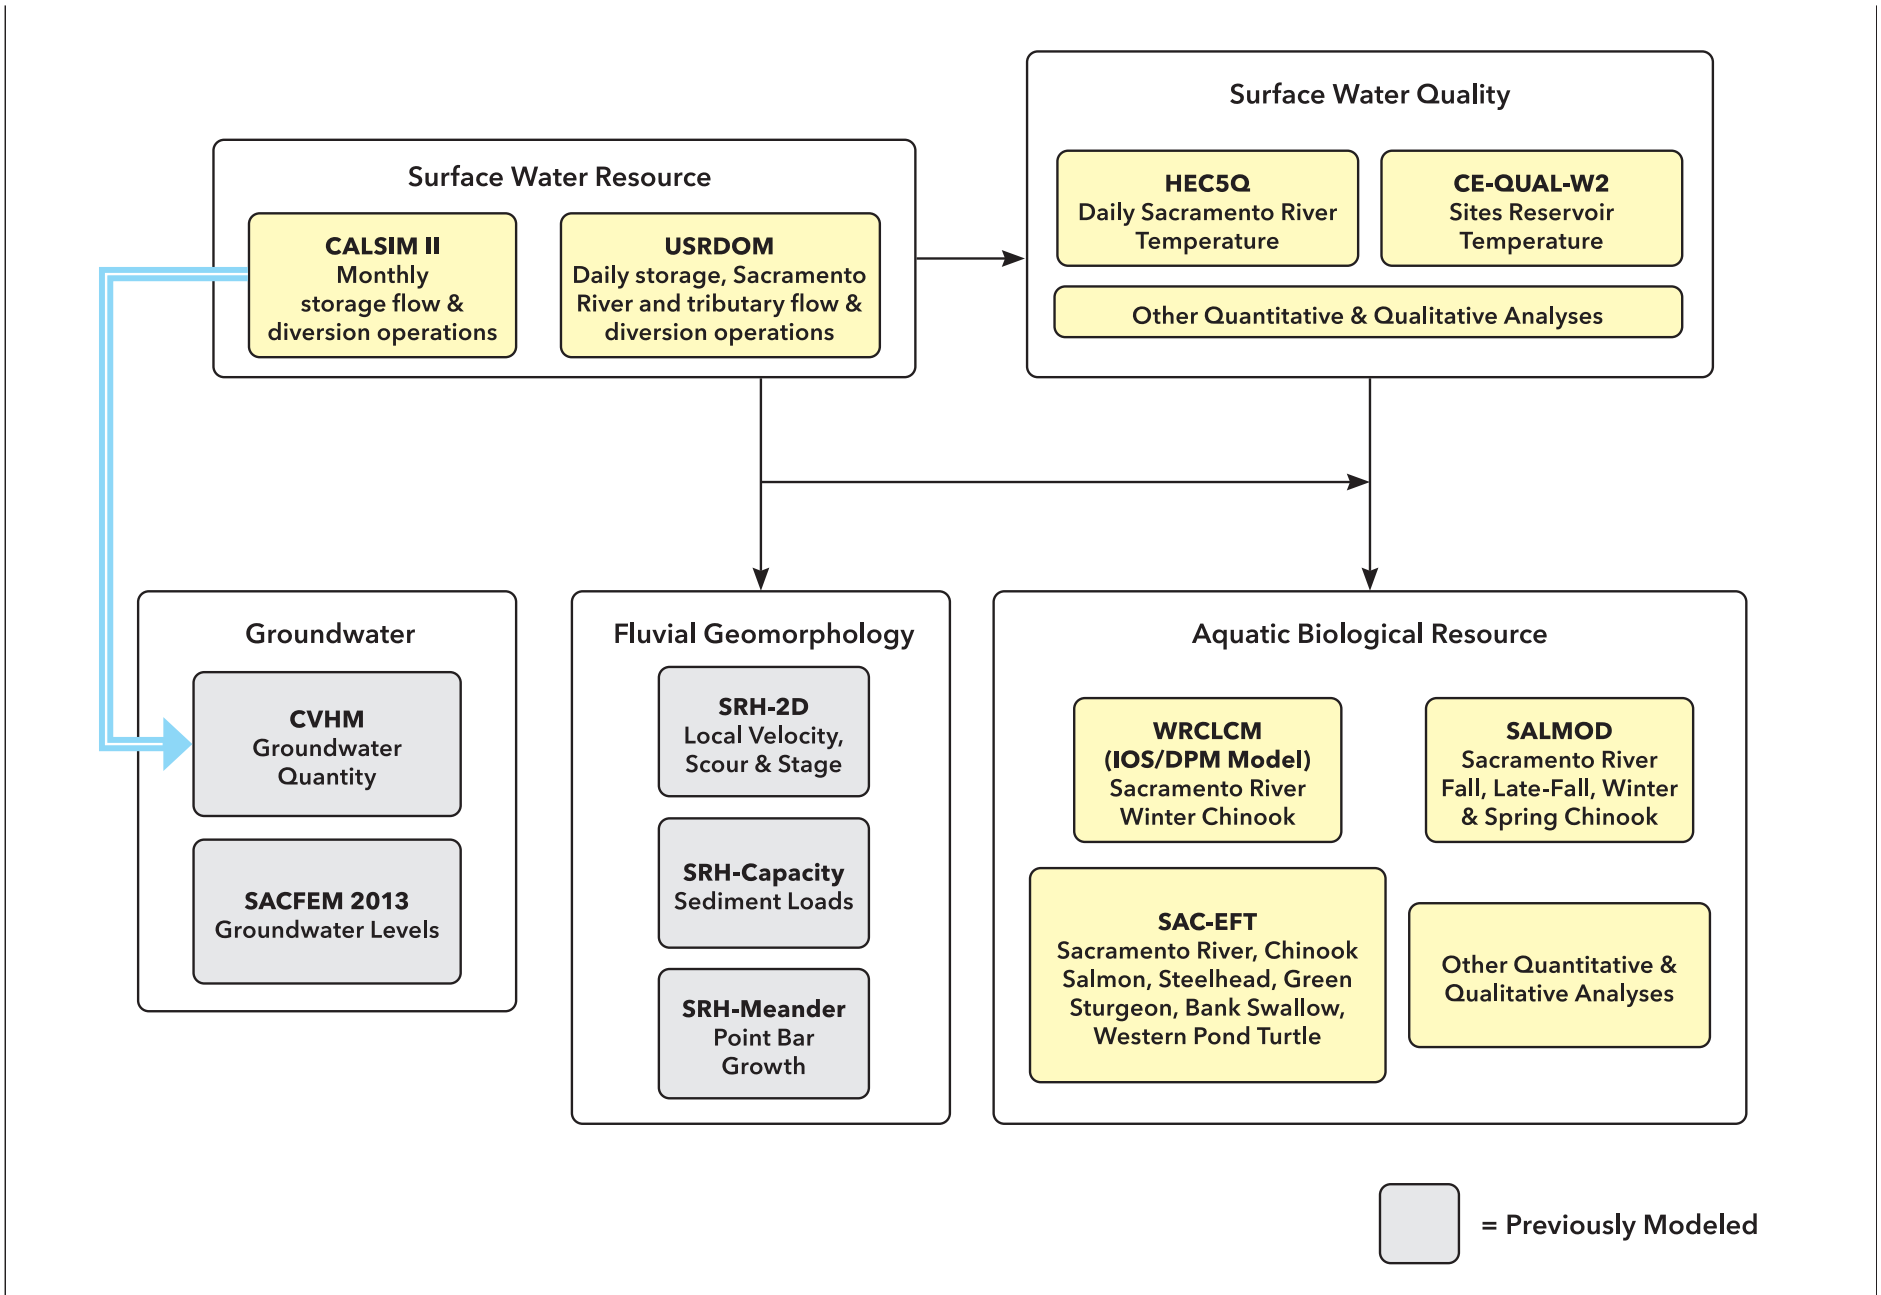 Surface Water Resource
CALSIM II
Monthly
storage flow &
diversion operations
USRDOM
Daily storage, Sacramento
River and tributary flow &
diversion operations
Surface Water Quality
HEC5Q
Daily Sacramento River
Temperature
CE-QUAL-W2
Sites Reservoir
Temperature
Other Quantitative & Qualitative Analyses
Groundwater
CVHM
Groundwater
Quantity
SACFEM 2013
Groundwater Levels
Fluvial Geomorphology
SRH-2D
Local Velocity,
Scour & Stage
SRH-Capacity
Sediment Loads
SRH-Meander
Point Bar
Growth
Aquatic Biological Resource
WRCLCM
(IOS/DPM Model)
Sacramento River
Winter Chinook
SALMOD
Sacramento River
Fall, Late-Fall, Winter
& Spring Chinook
SAC-EFT
Sacramento River, Chinook
Salmon, Steelhead, Green
Sturgeon, Bank Swallow,
Western Pond Turtle
Other Quantitative &
Qualitative Analyses
= Previously Modeled